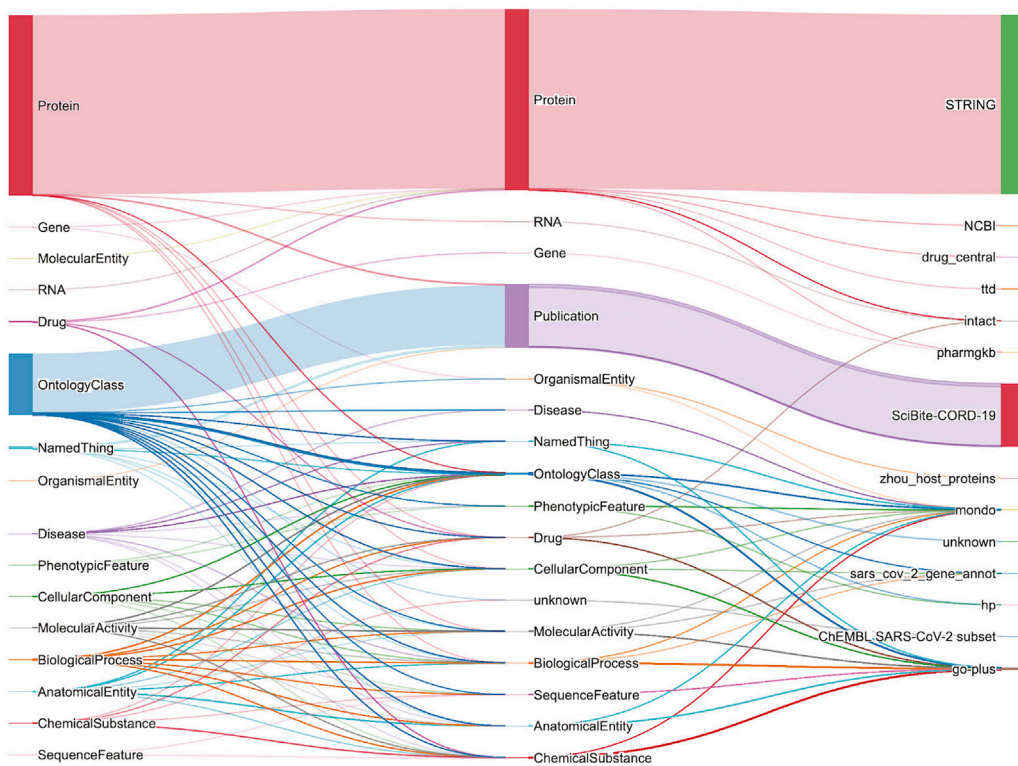 Protein
Gene
MolecularEntity
RNA
Drug
OntologyClass
NamedThing
OrganismalEntity
Disease
PhenotypicFeature
CellularComponent
MolecularActivity
BiologicalProcess
AnatomicalEntity
ChemicalSubstance
SequenceFeature
Protein
RNA
Gene
Publication
OrganismalEntity
Disease
NamedThing
OntologyClass
PhenotypicFeature
Drug
CellularComponent
unknown
MolecularActivity
BiologicalProcess
SequenceFeature
AnatomicalEntity
ChemicalSubstance
STRING
NCBI
drug_central
ttd
intact
pharmgkb
SciBite-CORD-19
zhou_host_proteins
mondo
unknown
sars_cov_2_gene_annot
hp
ChEMBL SARS-CoV-2 subset
go-plus